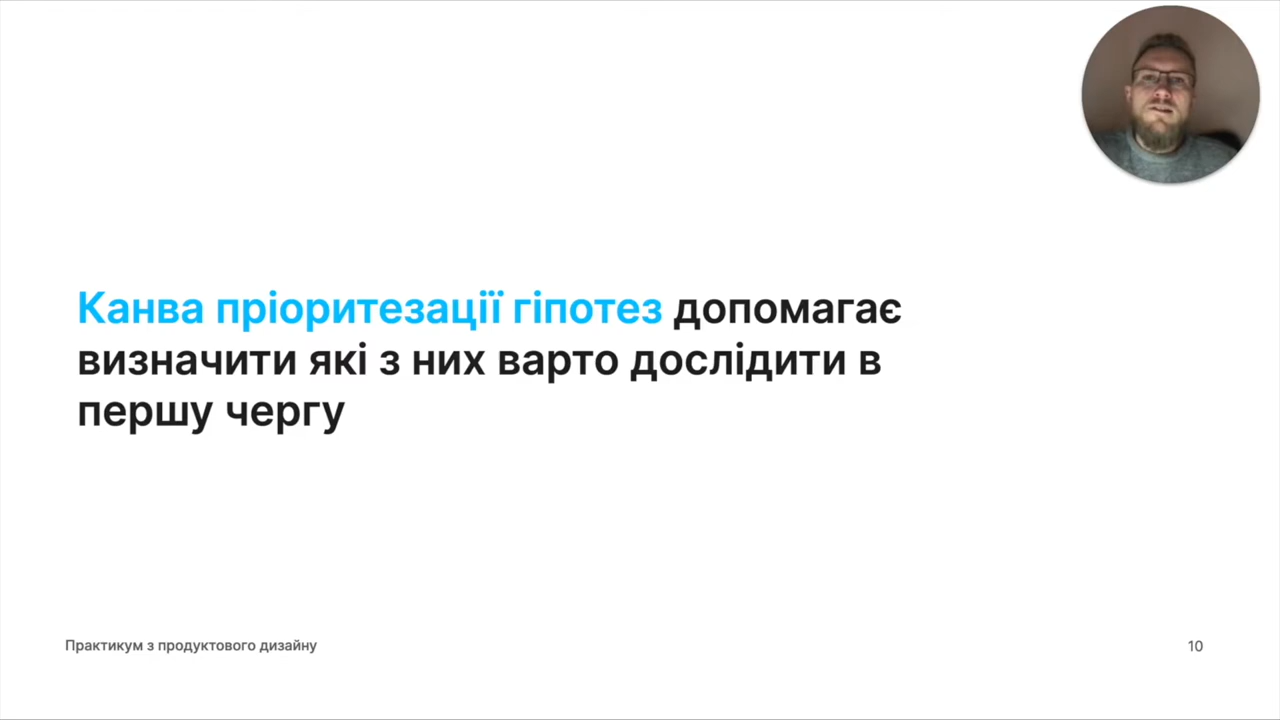 Канва пріоритезації гіпотез допомагає
визначити які з них варто дослідити в
першу чергу
Практикум з продуктового дизайну
10